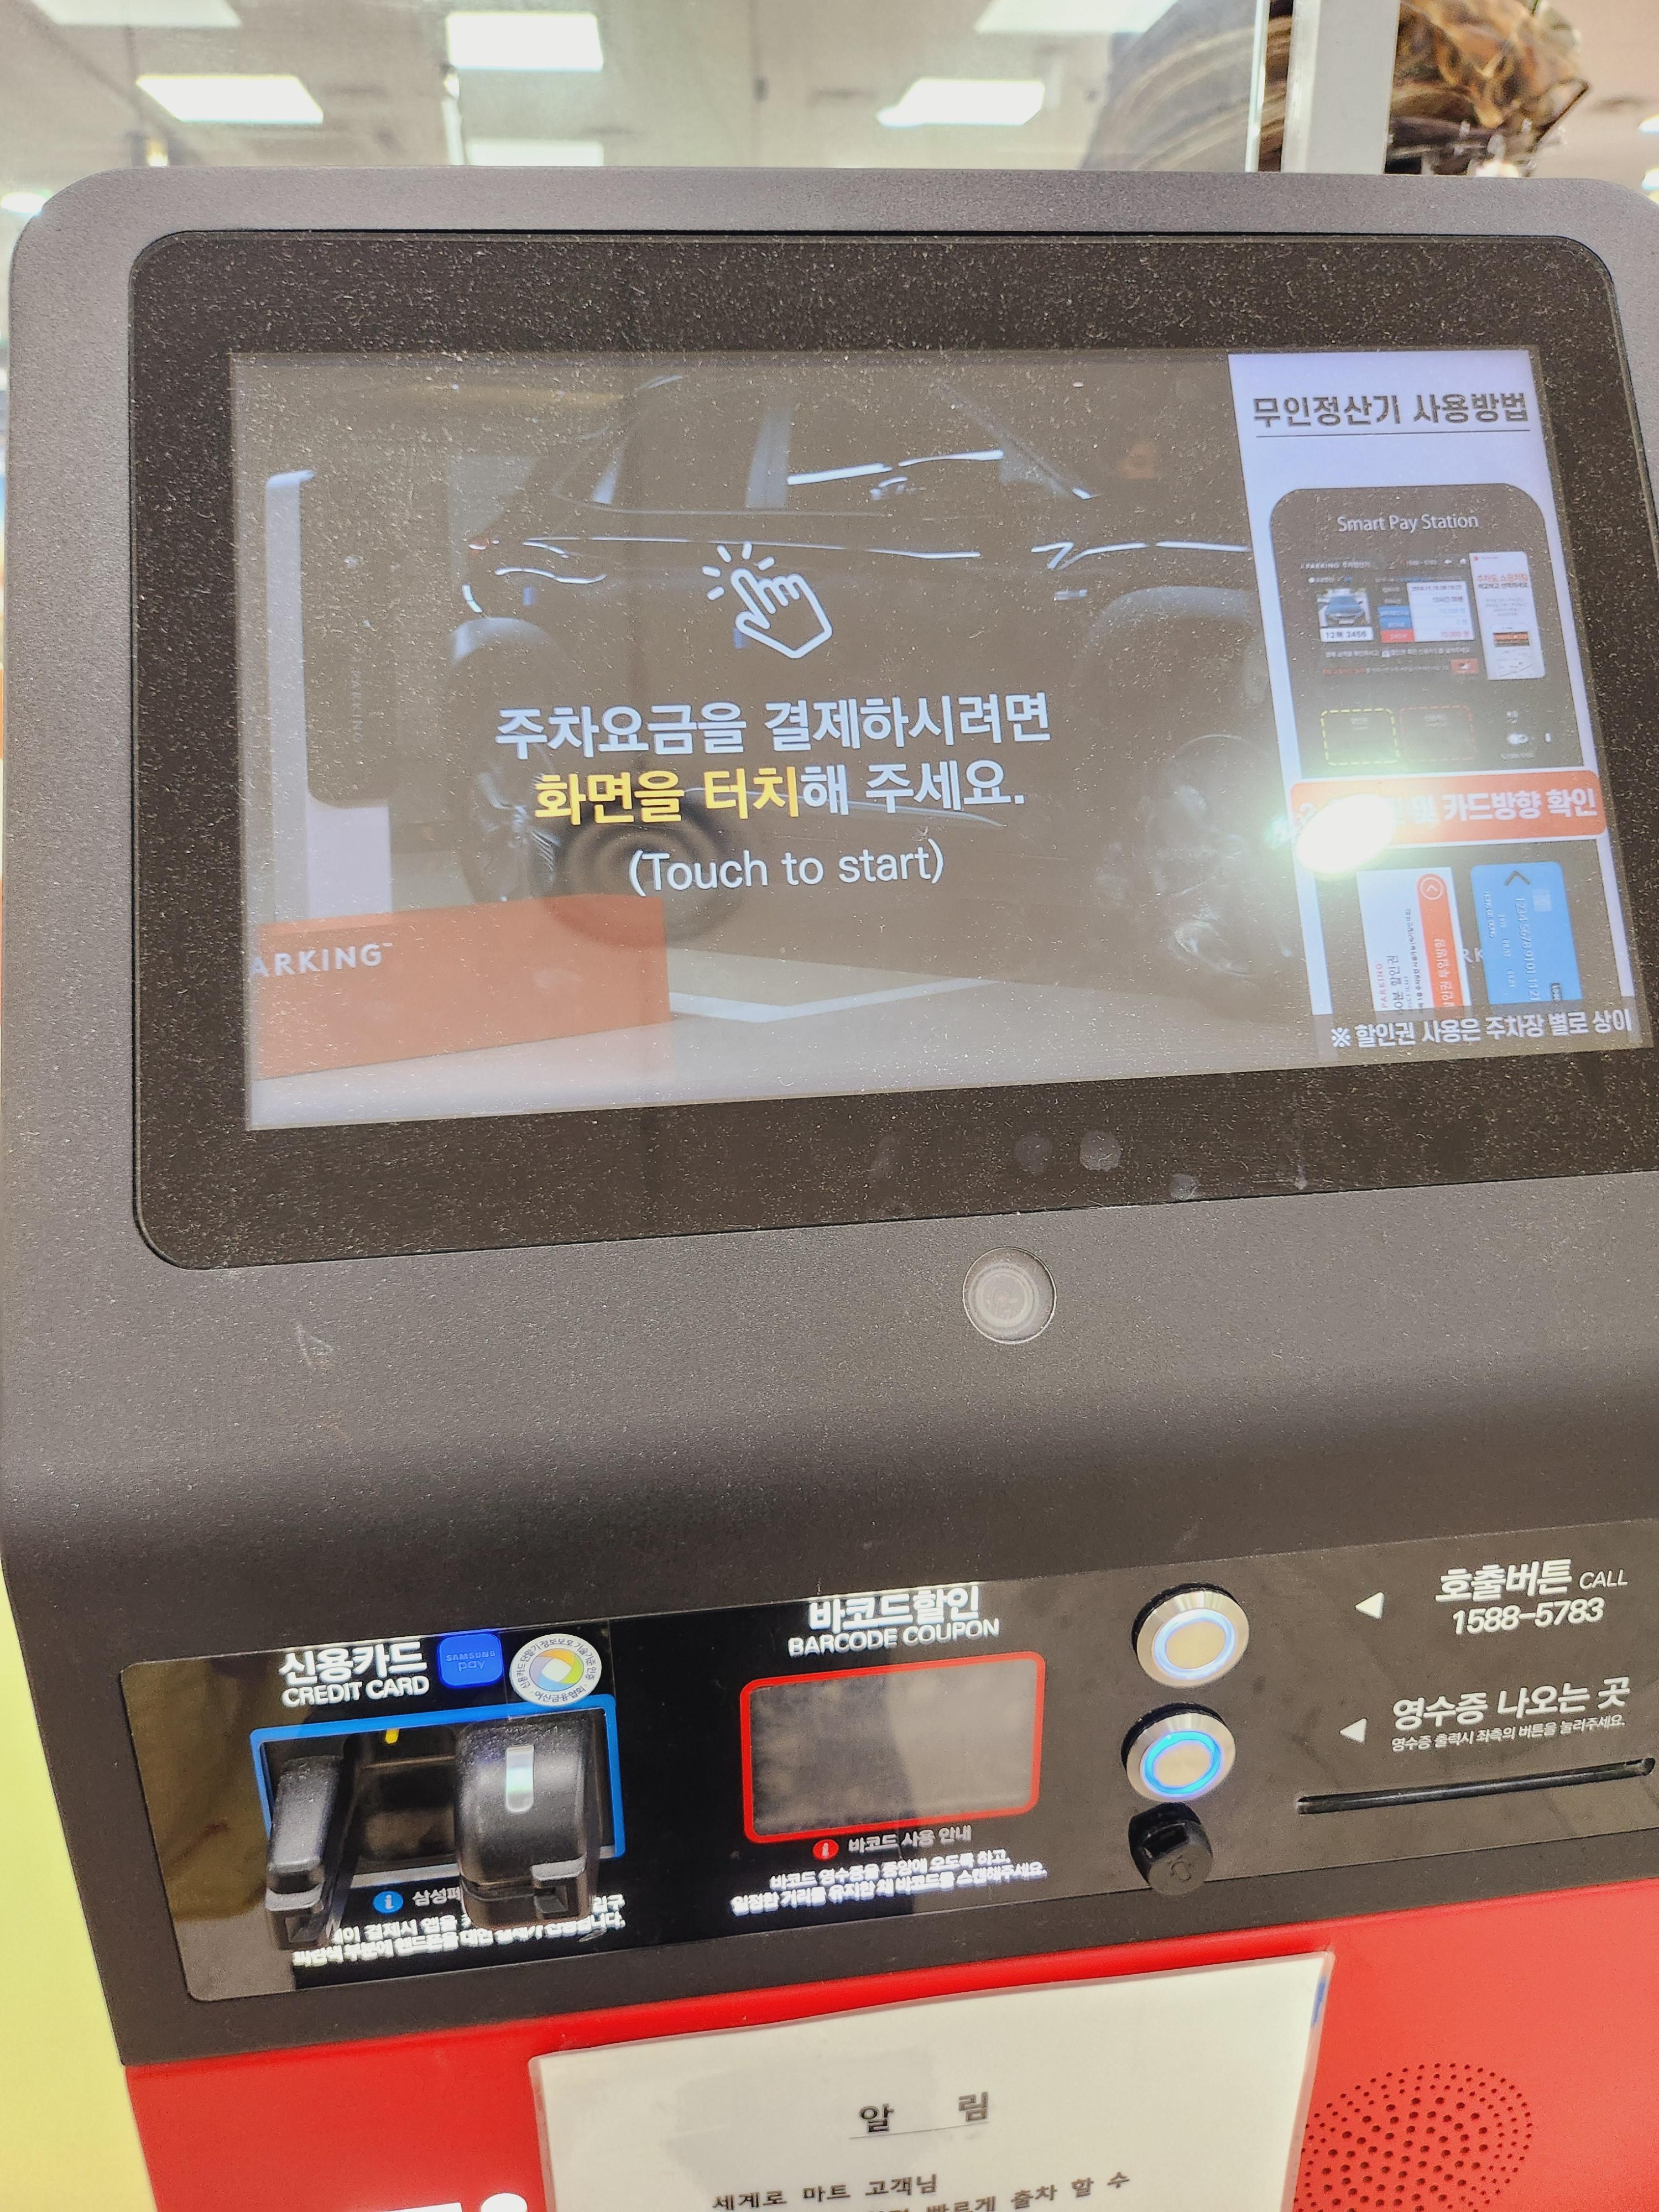 무인정산기 사용방법
Smart Pay Station
12허 3456
주차요금을 결제하시려면
화면을 터치해 주세요.
(Touch to start)
카드방향 확인
ARKING
※ 할인권 사용은 주차장 별로 상이
신용카드
CREDIT CARD
SAMSUNG
pay
바코드할인
BARCODE COUPON
호출버튼 CALL
1588-5783
영수증 나오는 곳
영수증 출력시 좌측의 버튼을 눌러주세요.
바코드 사용 안내
바코드 영수증을 중앙에 오도록 하고,
일정한 거리를 유지한 채 바코드를 스캔해주세요.
알 림
세계로 마트 고객님
빠르게 출차 할 수